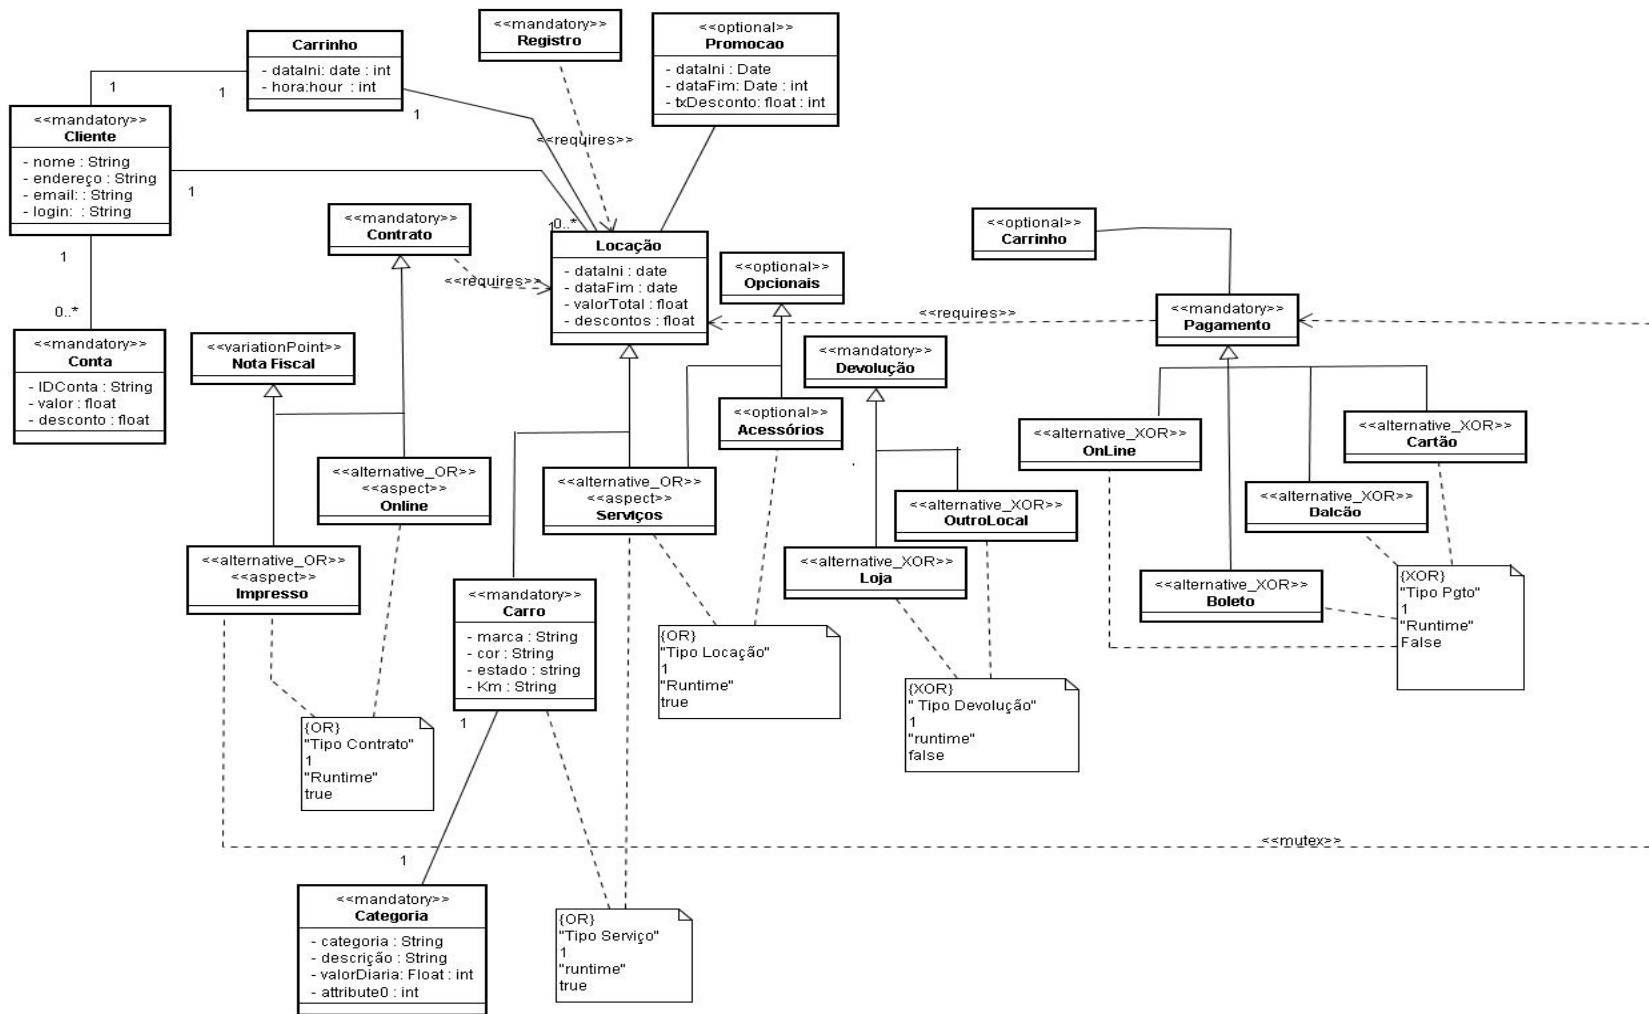 Carrinho
- dataIni: date : int
- hora:hour : int
<<mandatory>>
Registro
<<optional>>
Promocao
- dataIni : Date
- dataFim: Date : int
- txDesconto: float : int
1
1
1
<<mandatory>>
Cliente
- nome : String
- endereço : String
- email: : String
- login: : String
1
1
0..*
<<requires>>
1
0..*
<<mandatory>>
Conta
- IDConta : String
- valor : float
- desconto : float
<<mandatory>>
Contrato
<<requires>>
Locação
- dataIni : date
- dataFim : date
- valorTotal : float
- descontos : float
<<optional>>
Opcionais
<<optional>>
Carrinho
<<requires>>
<<mandatory>>
Pagamento
<<variationPoint>>
Nota Fiscal
<<mandatory>>
Devolução
<<optional>>
Acessórios
<<alternative_XOR>>
OnLine
<<alternative_XOR>>
Cartão
<<alternative_OR>>
<<aspect>>
Online
<<alternative_OR>>
<<aspect>>
Serviços
<<alternative_XOR>>
OutroLocal
<<alternative_XOR>>
Balcão
<<alternative_OR>>
<<aspect>>
Impresso
<<alternative_XOR>>
Loja
<<alternative_XOR>>
Boleto
{XOR}
"Tipo Pgto"
1
"Runtime"
False
<<mandatory>>
Carro
- marca : String
- cor : String
- estado : string
- Km : String
1
{OR}
"Tipo Locação"
1
"Runtime"
true
{XOR}
" Tipo Devolução"
1
"runtime"
false
{OR}
"Tipo Contrato"
1
"Runtime"
true
<<mutex>>
1
<<mandatory>>
Categoria
- categoria : String
- descrição : String
- valorDiaria: Float : int
- attribute0 : int
{OR}
"Tipo Serviço"
1
"runtime"
true